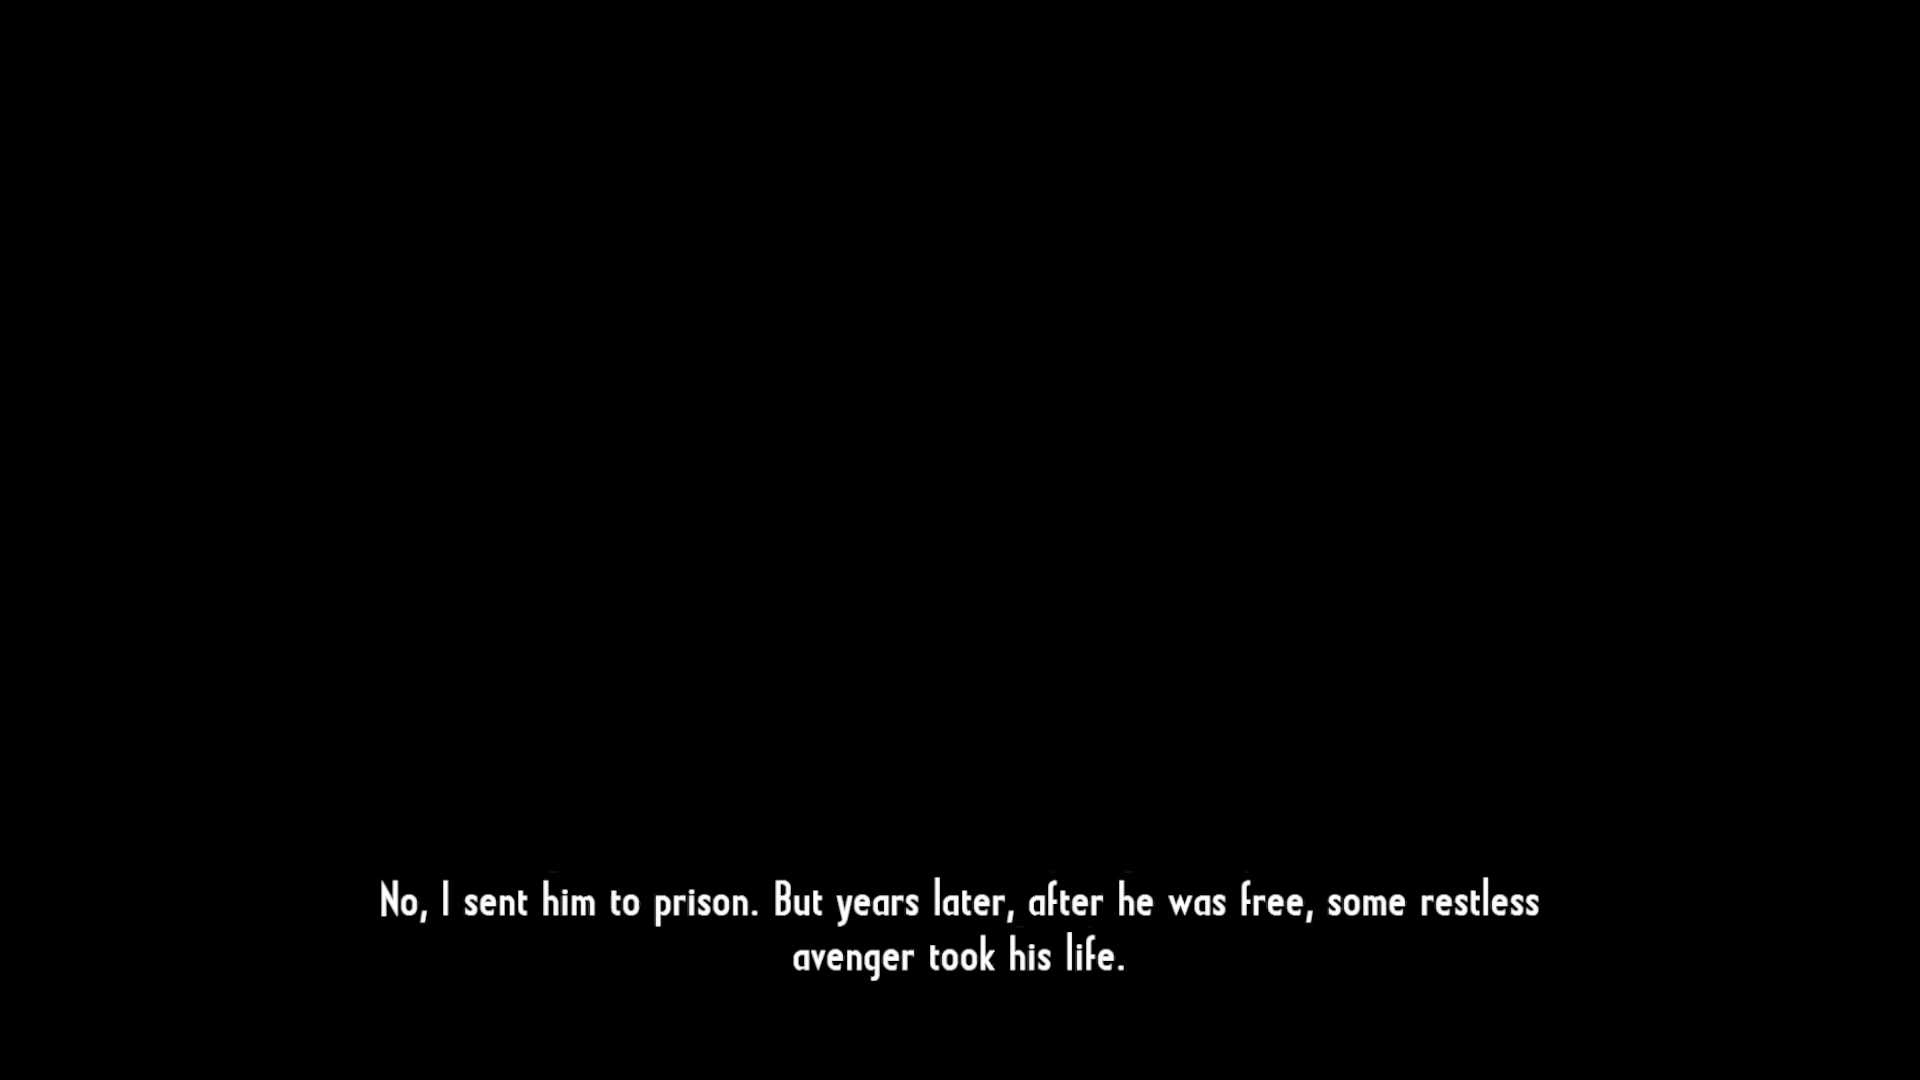 No, I sent him to prison. But years later, after he was free, some restless
avenger took his life.